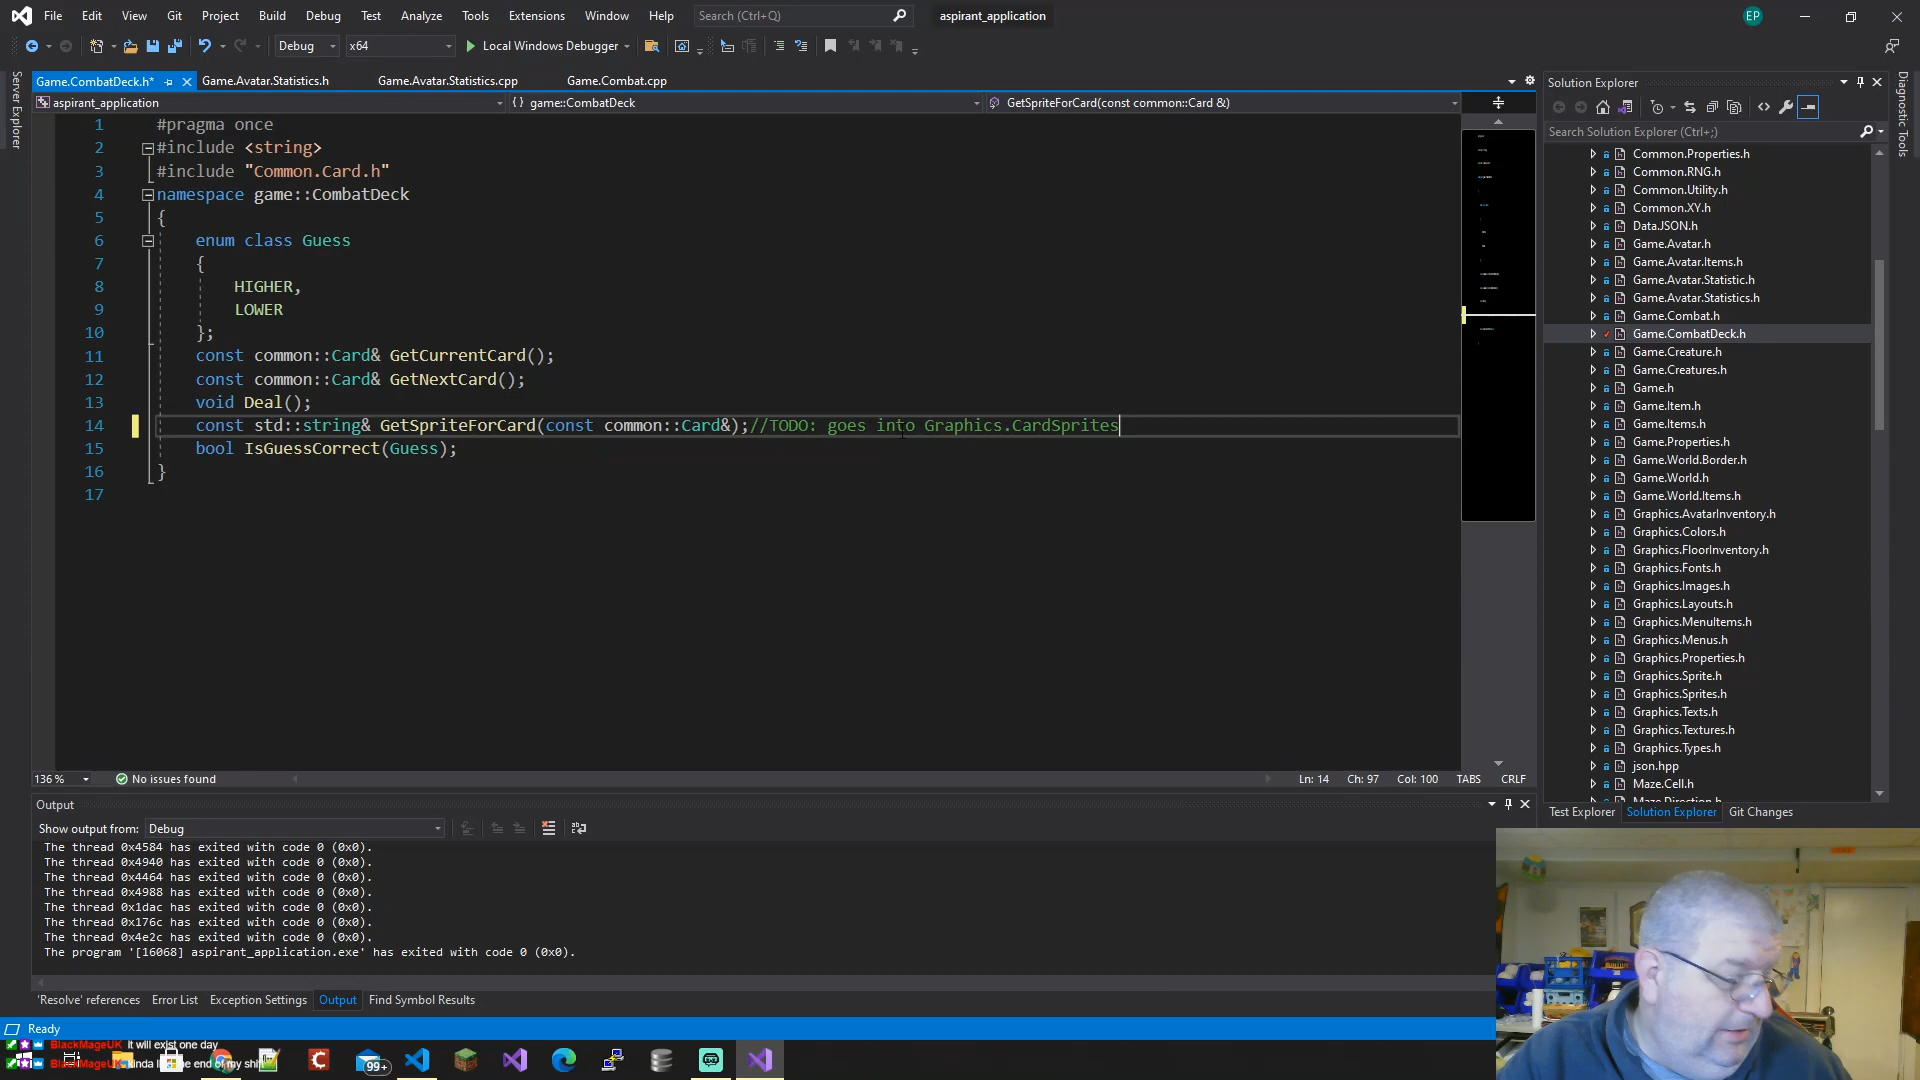 File Edit View Git Project Build Debug Test Analyze Tools Extensions Window Help Search (Ctrl+Q) aspirant_application EP
Debug x64 Local Windows Debugger
Server Explorer
Game.CombatDeck.h* Game.Avatar.Statistics.h Game.Avatar.Statistics.cpp Game.Combat.cpp
aspirant_application game::CombatDeck GetSpriteForCard(const common::Card &)
1 #pragma once
2 #include <string>
3 #include "Common.Card.h"
4 namespace game::CombatDeck
5 {
6 enum class Guess
7 {
8 HIGHER,
9 LOWER
10 };
11 const common::Card& GetCurrentCard();
12 const common::Card& GetNextCard();
13 void Deal();
14 const std::string& GetSpriteForCard(const common::Card&);//TODO: goes into Graphics.CardSprites
15 bool IsGuessCorrect(Guess);
16 }
17
136 % No issues found Ln: 14 Ch: 97 Col: 100 TABS CRLF
Output
Show output from: Debug
The thread 0x4584 has exited with code 0 (0x0).
The thread 0x4940 has exited with code 0 (0x0).
The thread 0x4464 has exited with code 0 (0x0).
The thread 0x4988 has exited with code 0 (0x0).
The thread 0x1dac has exited with code 0 (0x0).
The thread 0x176c has exited with code 0 (0x0).
The thread 0x4e2c has exited with code 0 (0x0).
The program '[16068] aspirant_application.exe' has exited with code 0 (0x0).
'Resolve' references Error List Exception Settings Output Find Symbol Results
Solution Explorer
Search Solution Explorer (Ctrl+;)
Common.Properties.h
Common.RNG.h
Common.Utility.h
Common.XY.h
Data.JSON.h
Game.Avatar.h
Game.Avatar.Items.h
Game.Avatar.Statistic.h
Game.Avatar.Statistics.h
Game.Combat.h
Game.CombatDeck.h
Game.Creature.h
Game.Creatures.h
Game.h
Game.Item.h
Game.Items.h
Game.Properties.h
Game.World.Border.h
Game.World.h
Game.World.Items.h
Graphics.AvatarInventory.h
Graphics.Colors.h
Graphics.FloorInventory.h
Graphics.Fonts.h
Graphics.Images.h
Graphics.Layouts.h
Graphics.MenuItems.h
Graphics.Menus.h
Graphics.Properties.h
Graphics.Sprite.h
Graphics.Sprites.h
Graphics.Texts.h
Graphics.Textures.h
Graphics.Types.h
json.hpp
Maze.Cell.h
Maze.Direction.h
Test Explorer Solution Explorer Git Changes
Diagnostic Tools
Ready
BlackMageUK It will exist one day
BlackMageUK end of my shift
99+